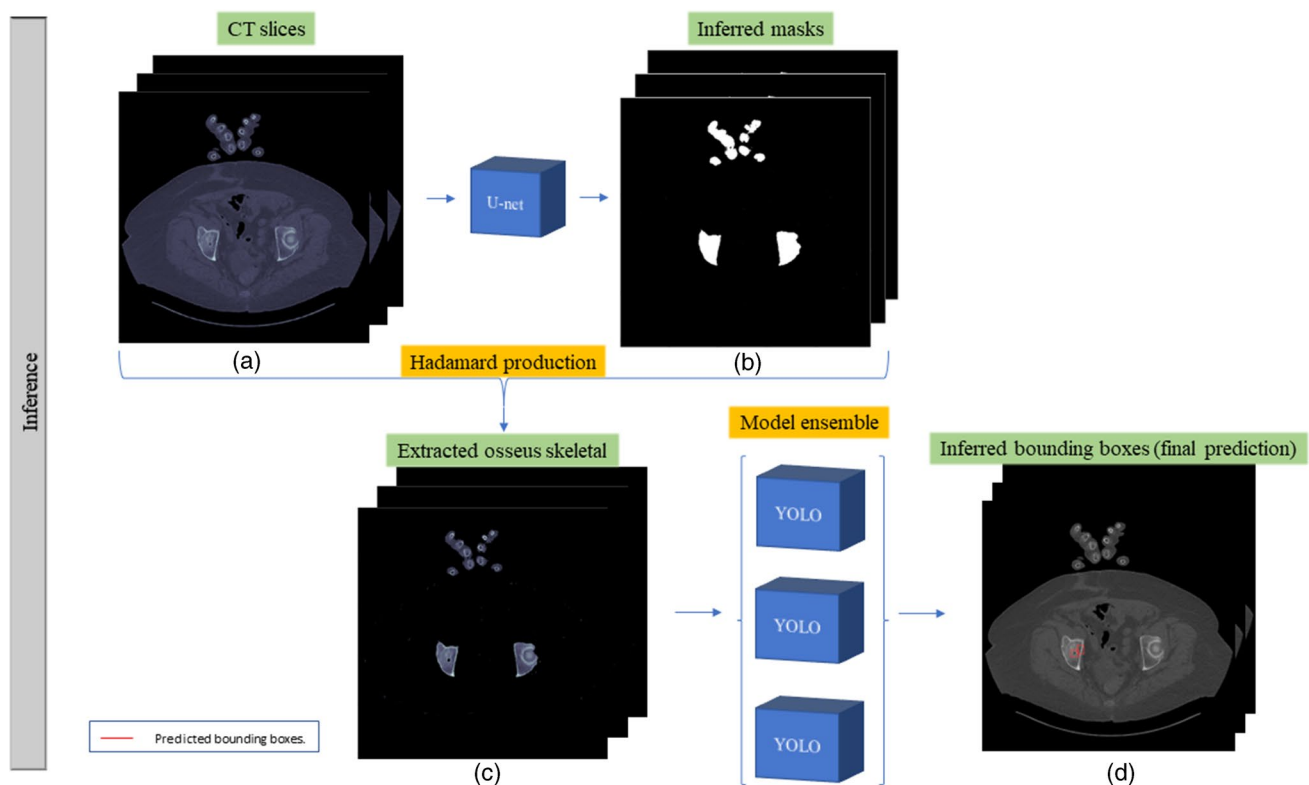 Inference
CT slices
Inferred masks
U-net
(a)
(b)
Hadamard production
Extracted osseus skeletal
Model ensemble
Inferred bounding boxes (final prediction)
YOLO
YOLO
YOLO
Predicted bounding boxes.
(c)
(d)